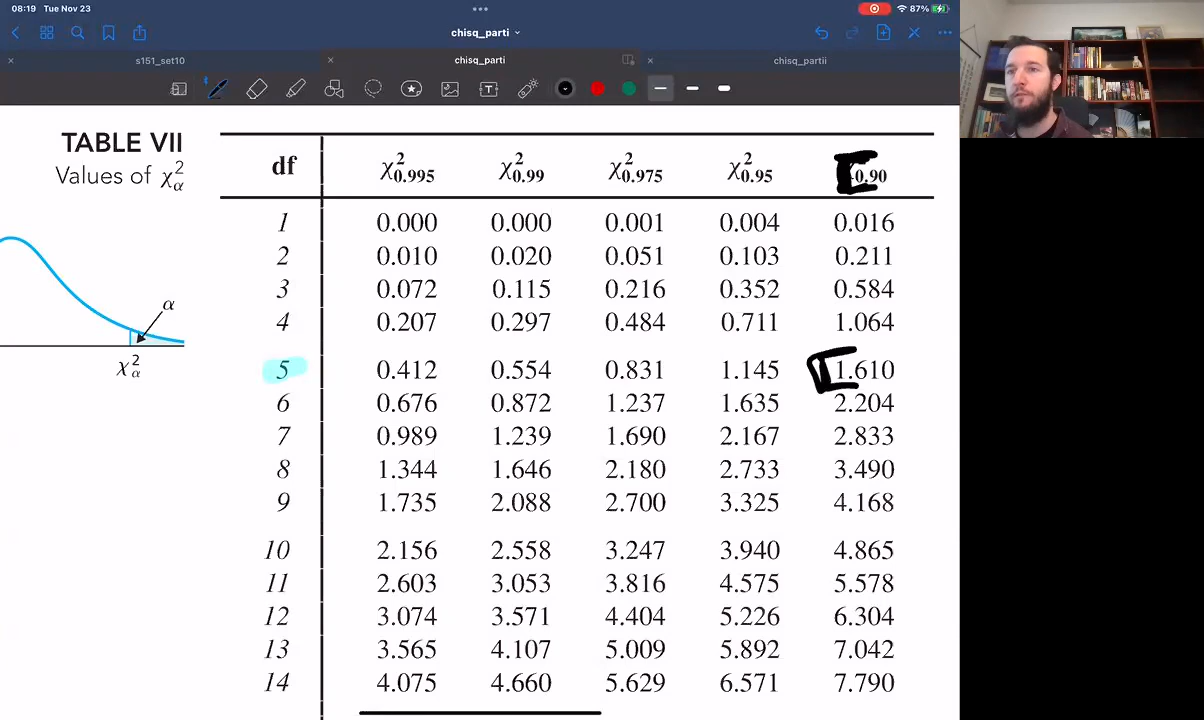 08:19 Tue Nov 23
87%
chisq_parti
s151_set10
chisq_parti
chisq_partii
TABLE VII
Values of χ²α
df χ²0.995 χ²0.99 χ²0.975 χ²0.95 0.90
1 0.000 0.000 0.001 0.004 0.016
2 0.010 0.020 0.051 0.103 0.211
3 0.072 0.115 0.216 0.352 0.584
4 0.207 0.297 0.484 0.711 1.064
5 0.412 0.554 0.831 1.145 1.610
6 0.676 0.872 1.237 1.635 2.204
7 0.989 1.239 1.690 2.167 2.833
8 1.344 1.646 2.180 2.733 3.490
9 1.735 2.088 2.700 3.325 4.168
10 2.156 2.558 3.247 3.940 4.865
11 2.603 3.053 3.816 4.575 5.578
12 3.074 3.571 4.404 5.226 6.304
13 3.565 4.107 5.009 5.892 7.042
14 4.075 4.660 5.629 6.571 7.790
α
χ²α